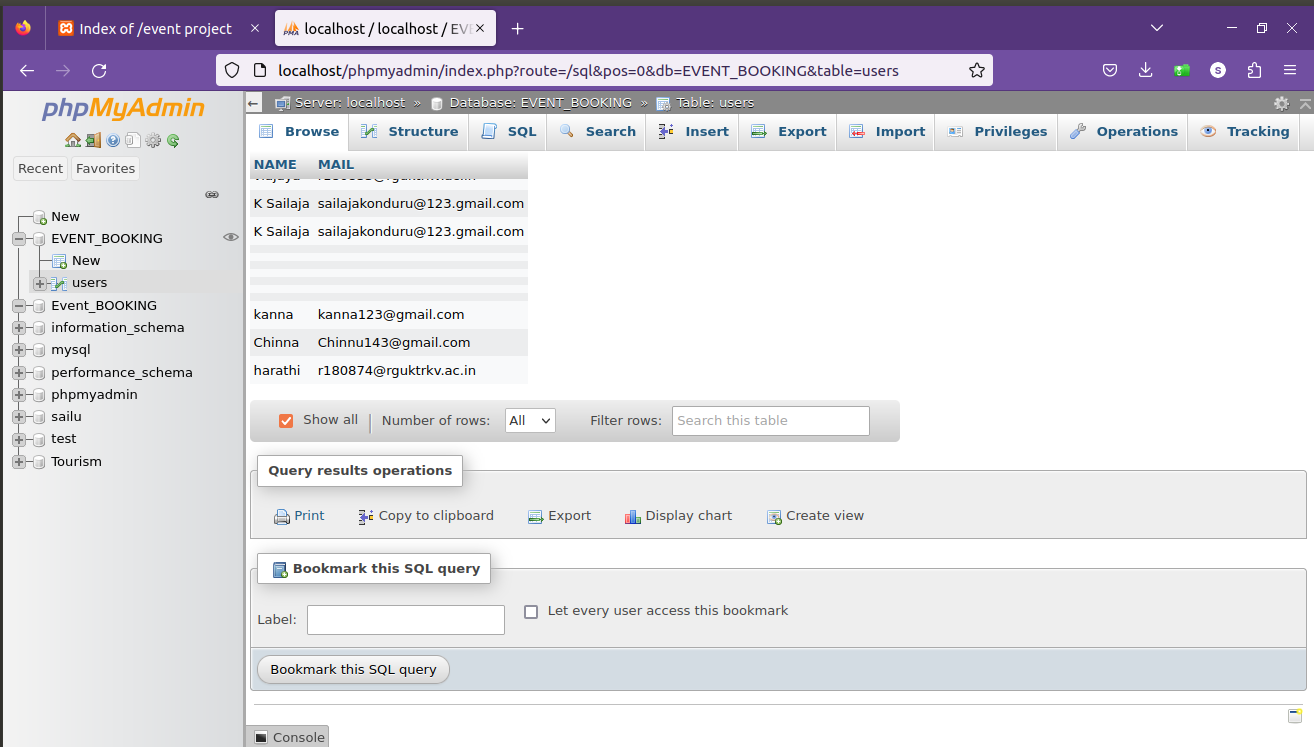 Index of /event project
localhost / localhost / EVE
localhost/phpmyadmin/index.php?route=/sql&pos=0&db=EVENT_BOOKING&table=users
S
phpMyAdmin
Recent
Favorites
New
EVENT_BOOKING
New
users
Event_BOOKING
information_schema
mysql
performance_schema
phpmyadmin
sailu
test
Tourism
Server: localhost » Database: EVENT_BOOKING » Table: users
Browse Structure SQL Search Insert Export Import Privileges Operations Tracking
NAME MAIL
K Sailaja sailajakonduru@123.gmail.com
K Sailaja sailajakonduru@123.gmail.com
kanna kanna123@gmail.com
Chinna Chinnu143@gmail.com
harathi r180874@rguktrkv.ac.in
Show all Number of rows: All Filter rows: Search this table
Query results operations
Print Copy to clipboard Export Display chart Create view
Bookmark this SQL query
Label: Let every user access this bookmark
Bookmark this SQL query
Console